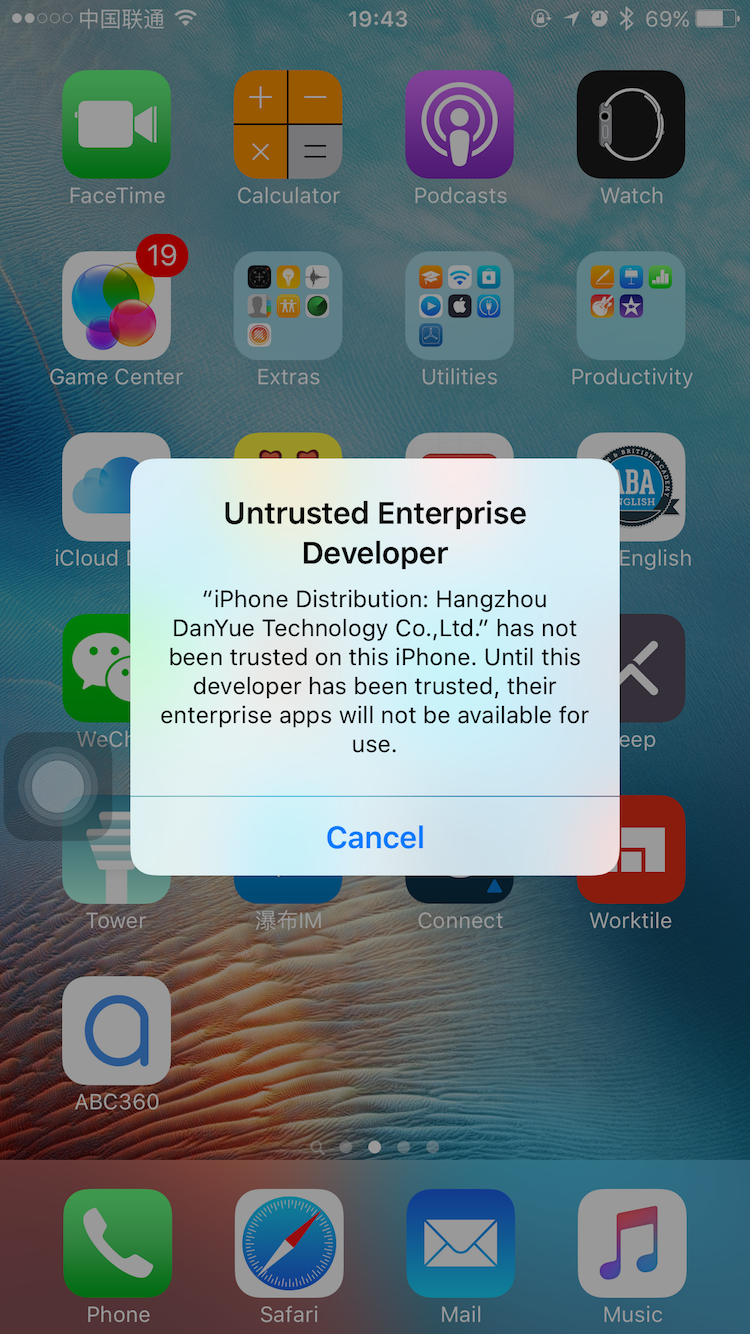 中国联通 19:43 69%
FaceTime Calculator Podcasts Watch
19
Game Center Extras Utilities Productivity
& BRITISH ACADEMY
ABA
ENGLISH
iCloud English
Untrusted Enterprise
Developer
“iPhone Distribution: Hangzhou
DanYue Technology Co.,Ltd.” has not
been trusted on this iPhone. Until this
developer has been trusted, their
enterprise apps will not be available for
use.
Cancel
Tower 瀑布IM Connect Worktile
ABC360
Phone Safari Mail Music